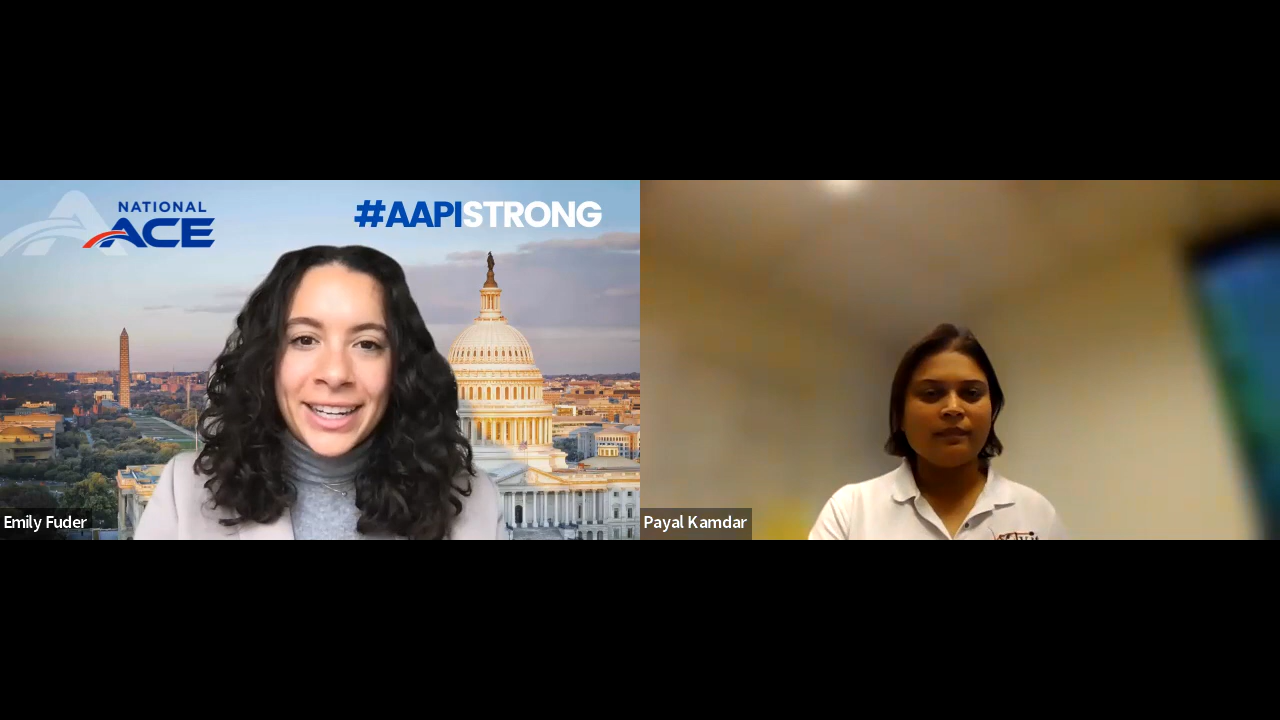 NATIONAL
ACE
#AAPISTRONG
Emily Fuder
Payal Kamdar